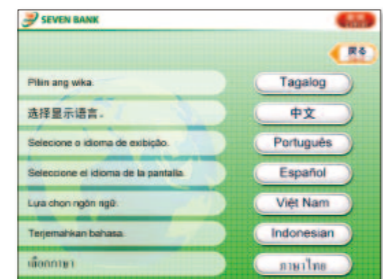 SEVEN BANK
戻る
Piliin ang wika.
Tagalog
选择显示语言。
中文
Selecione o idioma de exibição.
Português
Seleccione el idioma de la pantalla.
Español
Lựa chọn ngôn ngữ.
Việt Nam
Terjemahkan bahasa.
Indonesian
เลือกภาษา
ภาษาไทย